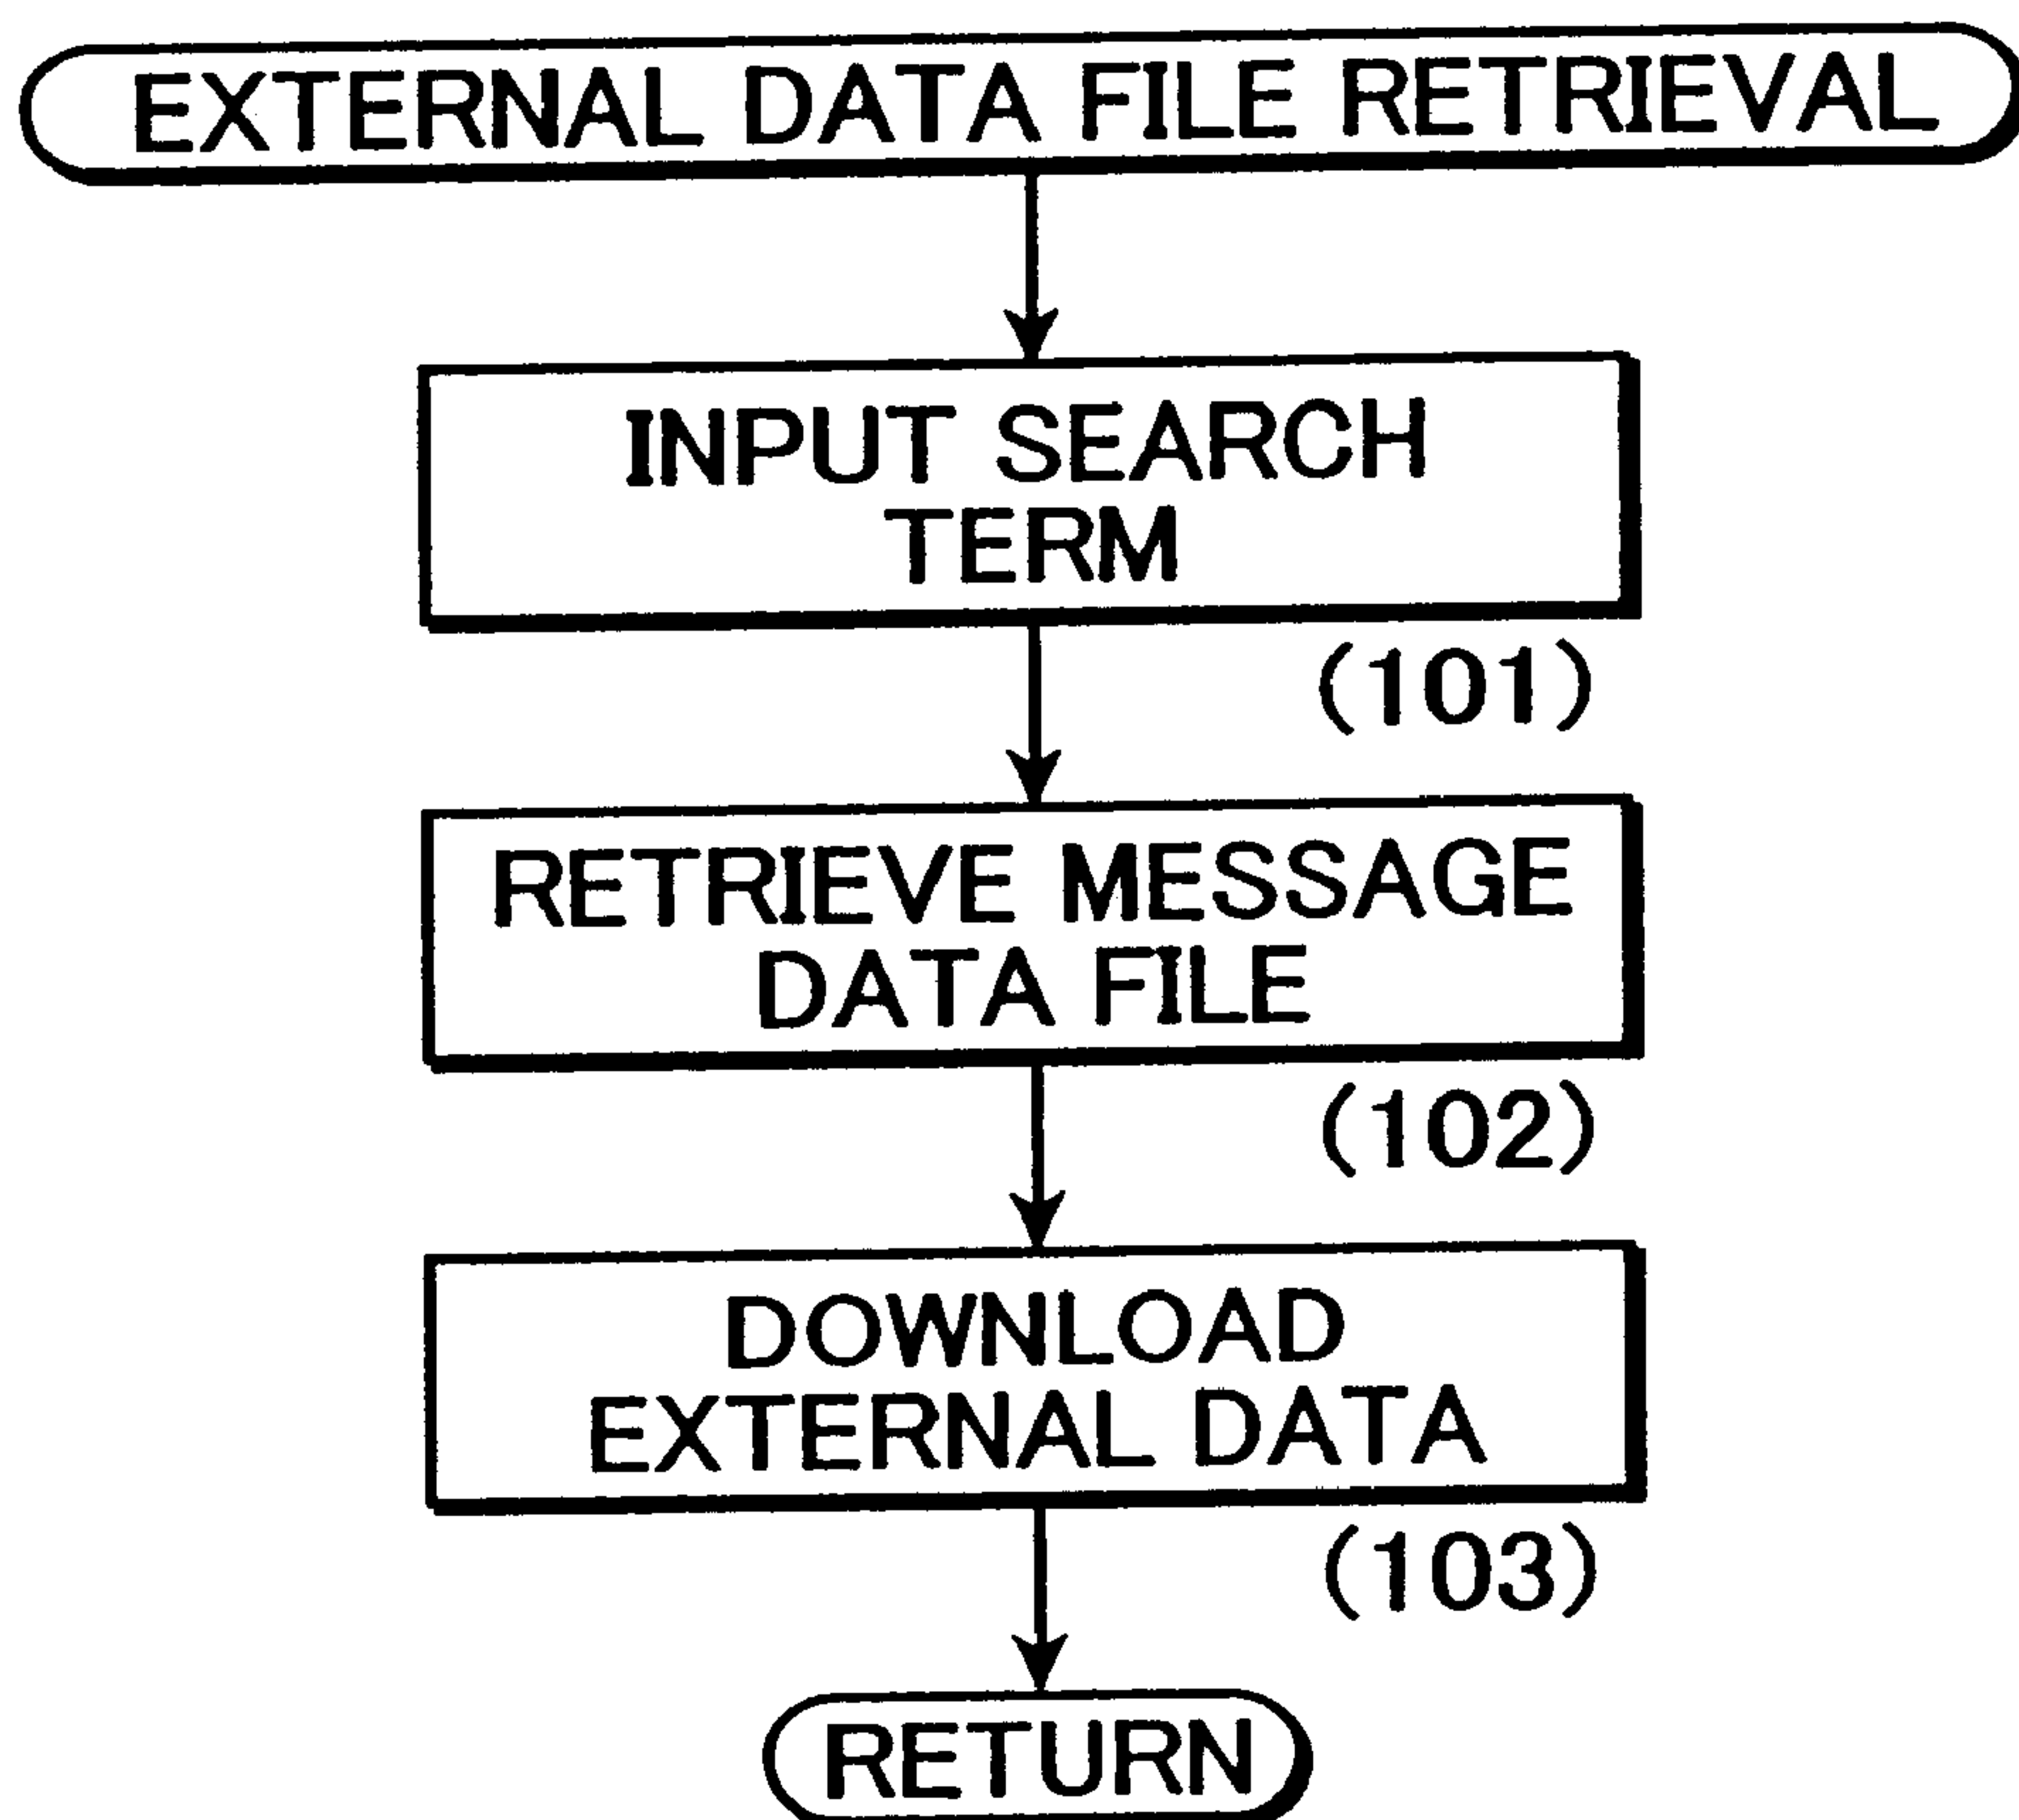 EXTERNAL DATA FILE RETRIEVAL
INPUT SEARCH
TERM
(101)
RETRIEVE MESSAGE
DATA FILE
(102)
DOWNLOAD
EXTERNAL DATA
(103)
RETURN